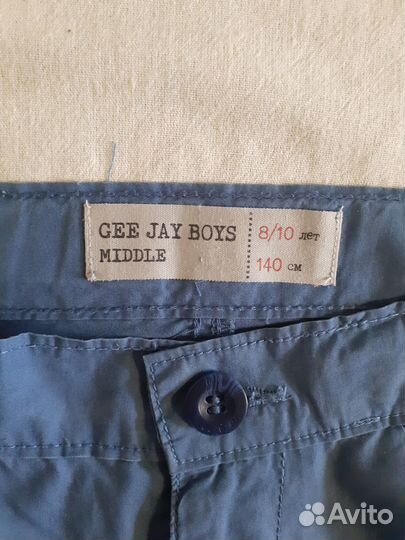 GEE JAY BOYS
MIDDLE
8/10 лет
140 см
Avito